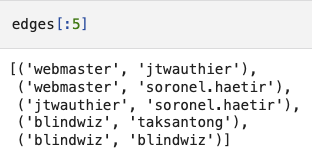 edges[:5]
[('webmaster', 'jtwauthier'),
('webmaster', 'soronel.haetir'),
('jtwauthier', 'soronel.haetir'),
('blindwiz', 'taksantong'),
('blindwiz', 'blindwiz')]